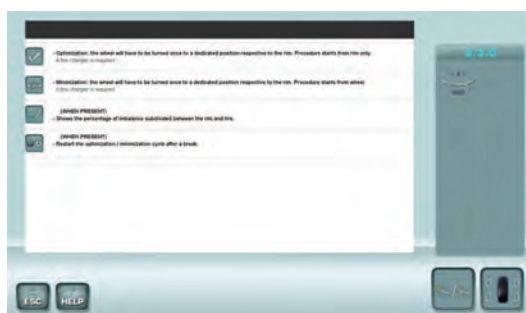 - Optimization: the wheel will have to be turned once to a dedicated position respective to the rim. Procedure starts from rim only.
A tire changer is required.
- Minimization: the wheel will have to be turned once to a dedicated position respective to the rim. Procedure starts from wheel.
A tire changer is required.
(WHEN PRESENT)
- Shows the percentage of imbalance subdivided between the rim and tire.
(WHEN PRESENT)
- Restart the optimization / minimization cycle after a break.
ESC
HELP